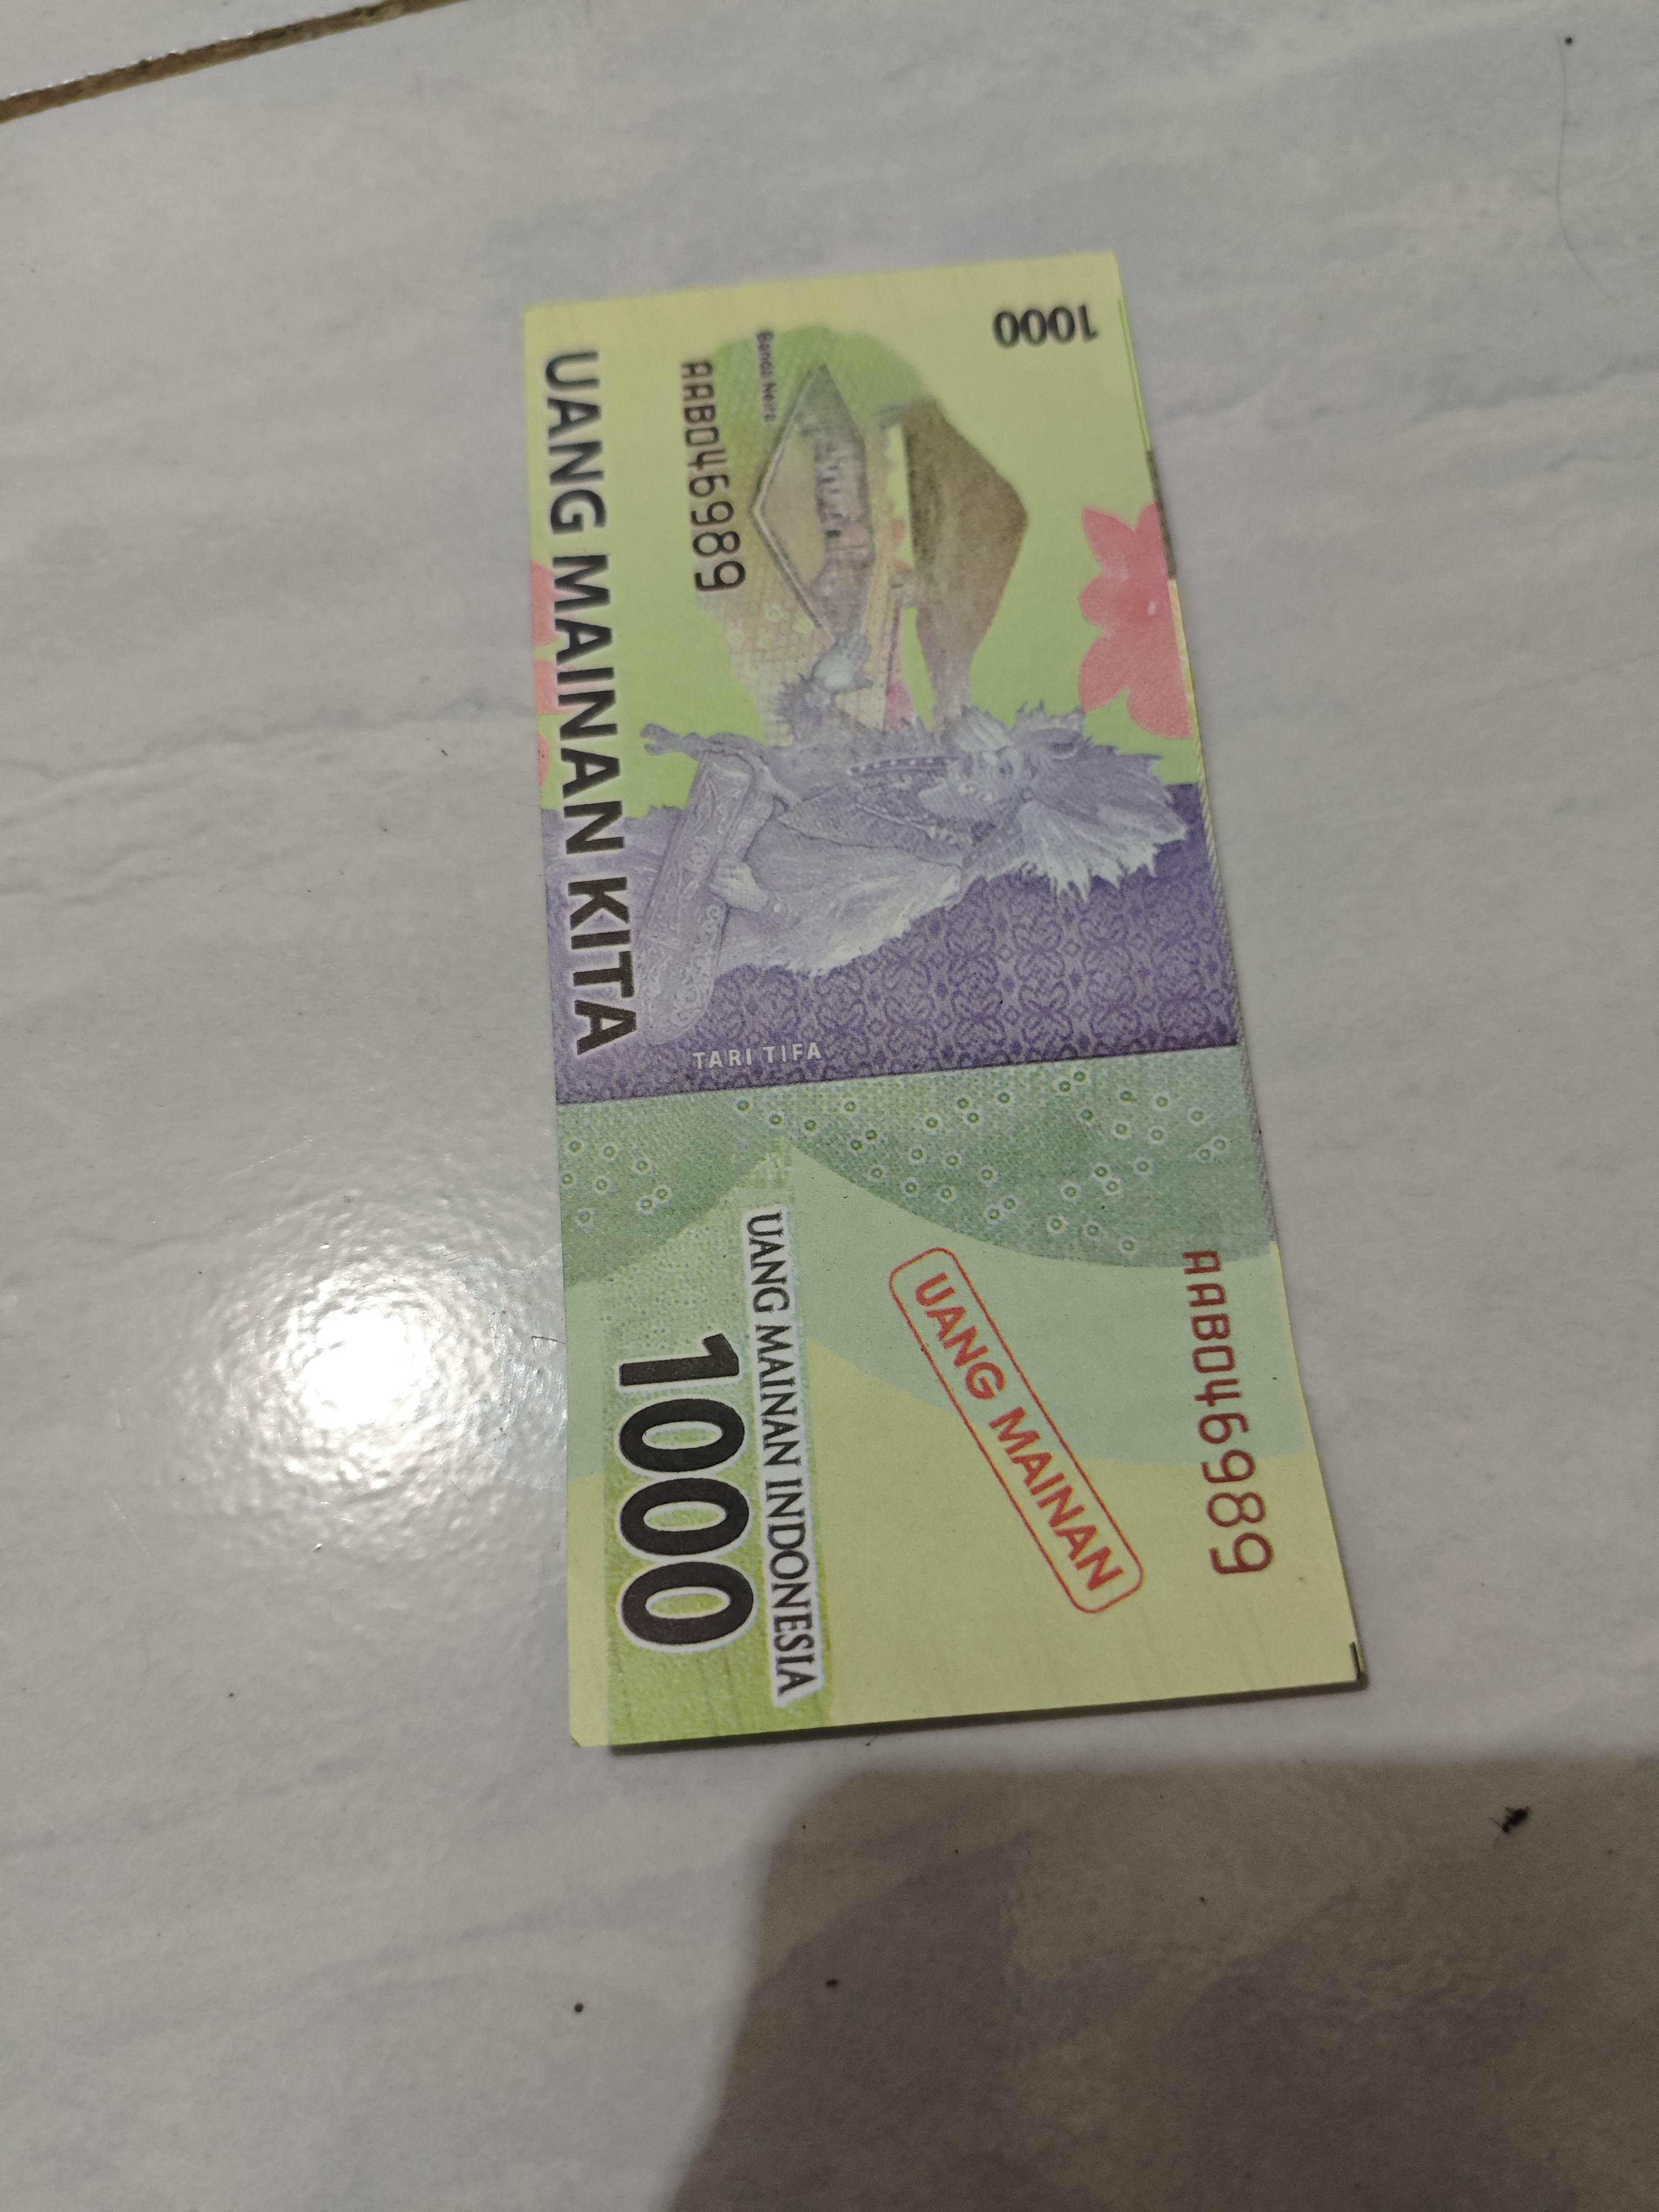 1000
Banda Neira
AAB046989
UANG MAINAN KITA
TARI TIFA
AAB046989
UANG MAINAN
UANG MAINAN INDONESIA
1000